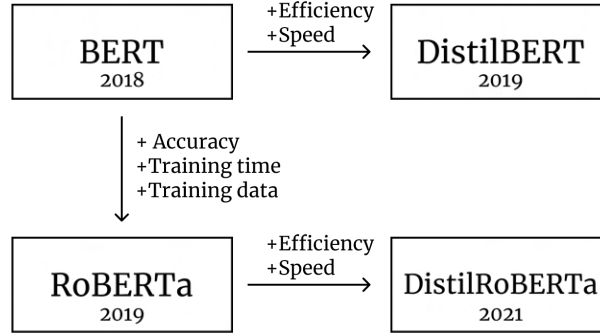 BERT
2018
+Efficiency
+Speed
DistilBERT
2019
+ Accuracy
+Training time
+Training data
RoBERTa
2019
+Efficiency
+Speed
DistilRoBERTa
2021